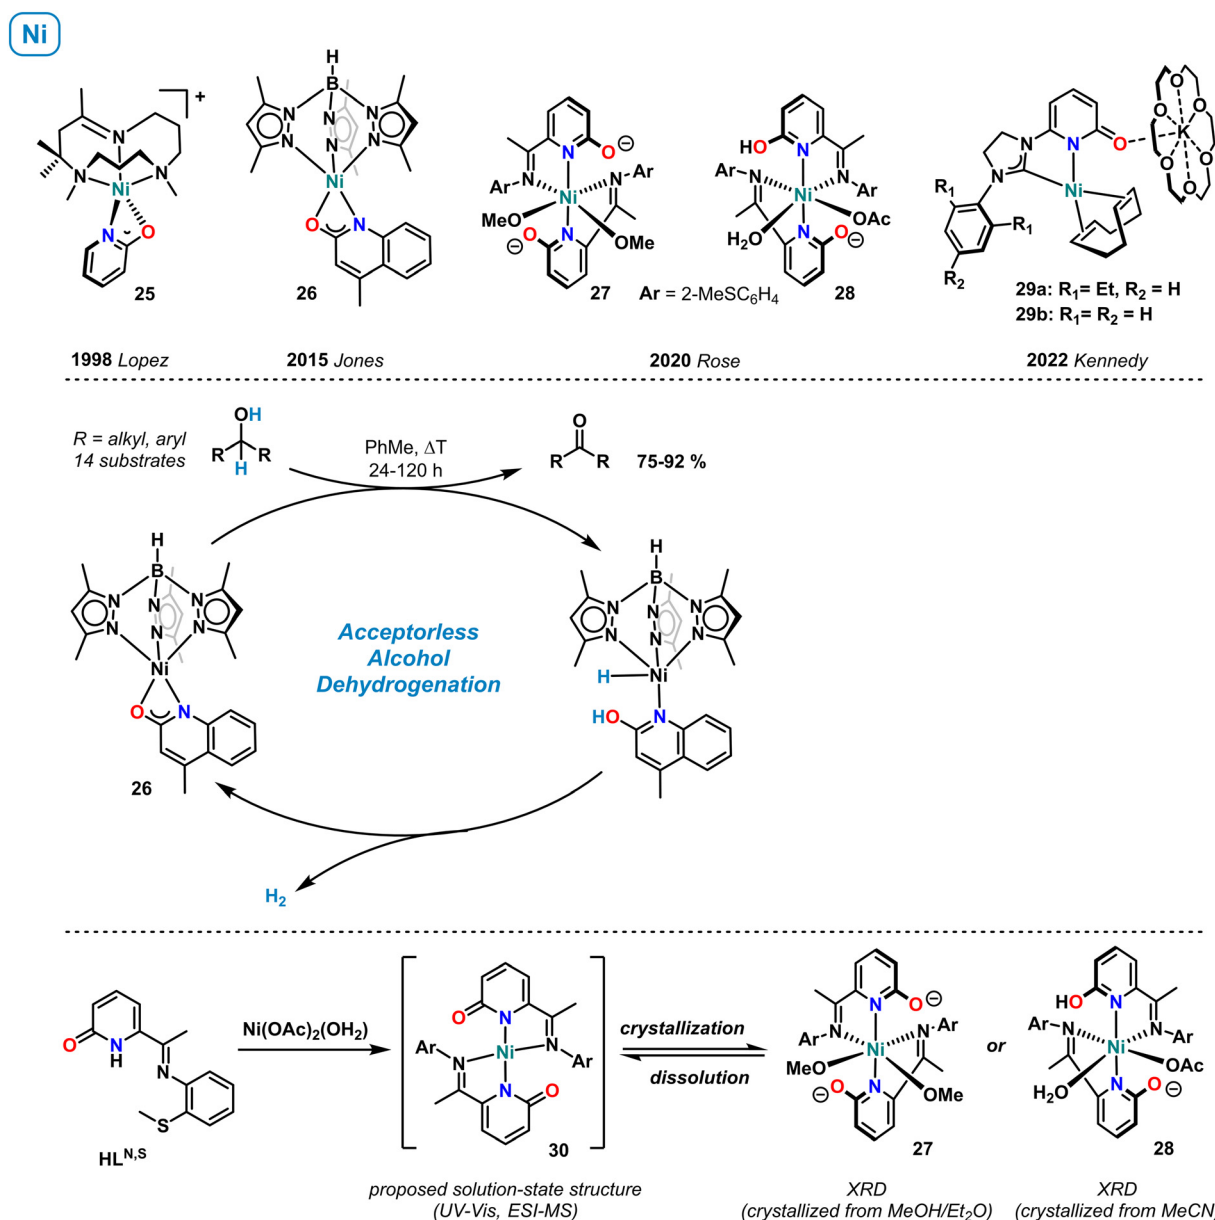 Ni
25
26
27
Ar = 2-MeSC6H4
28
29a: R1= Et, R2 = H
29b: R1= R2 = H
1998 Lopez
2015 Jones
2020 Rose
2022 Kennedy
R = alkyl, aryl
14 substrates
PhMe, ΔT
24-120 h
75-92 %
Acceptorless
Alcohol
Dehydrogenation
26
H2
HL^N,S
Ni(OAc)2(OH2)
30
proposed solution-state structure
(UV-Vis, ESI-MS)
crystallization
dissolution
27
or
28
XRD
(crystallized from MeOH/Et2O)
XRD
(crystallized from MeCN